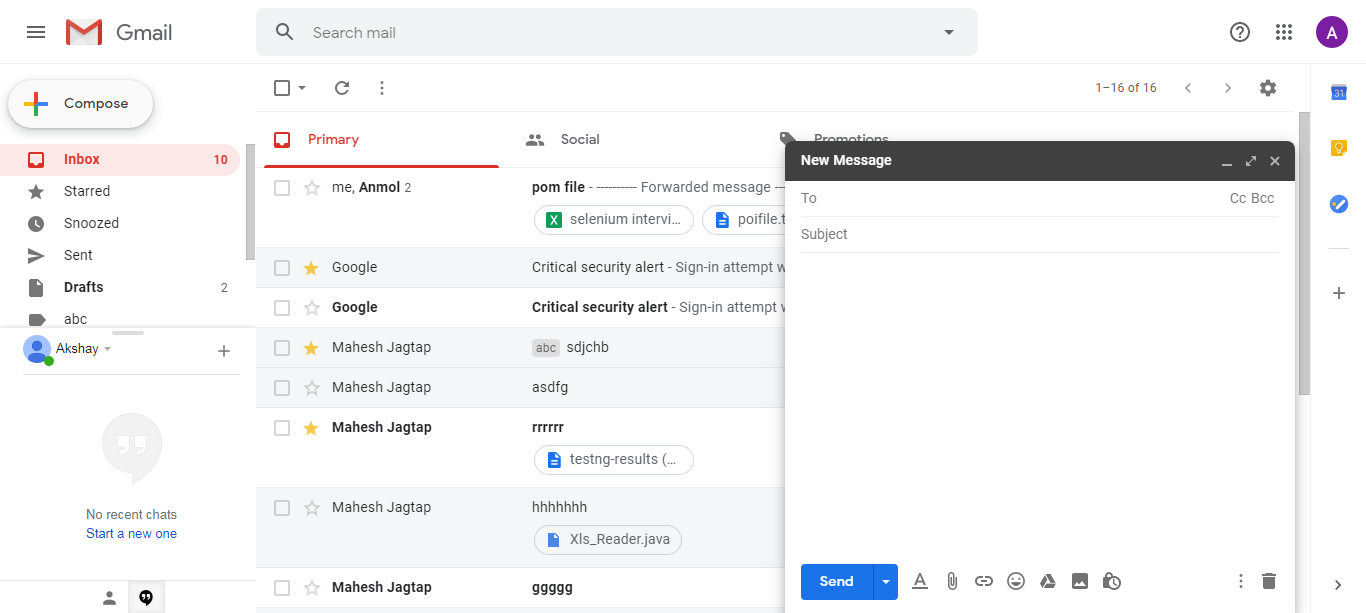 Gmail
Search mail
A
Compose
1–16 of 16
31
Inbox 10
Starred
Snoozed
Sent
Drafts 2
abc
Akshay
No recent chats
Start a new one
Primary Social Promotions
me, Anmol 2 pom file - ---------- Forwarded message ---
selenium intervi... poifile.t
Google Critical security alert - Sign-in attempt w
Google Critical security alert - Sign-in attempt w
Mahesh Jagtap abc sdjchb
Mahesh Jagtap asdfg
Mahesh Jagtap rrrrrr
testng-results (...
Mahesh Jagtap hhhhhhh
Xls_Reader.java
Mahesh Jagtap ggggg
New Message
To Cc Bcc
Subject
Send